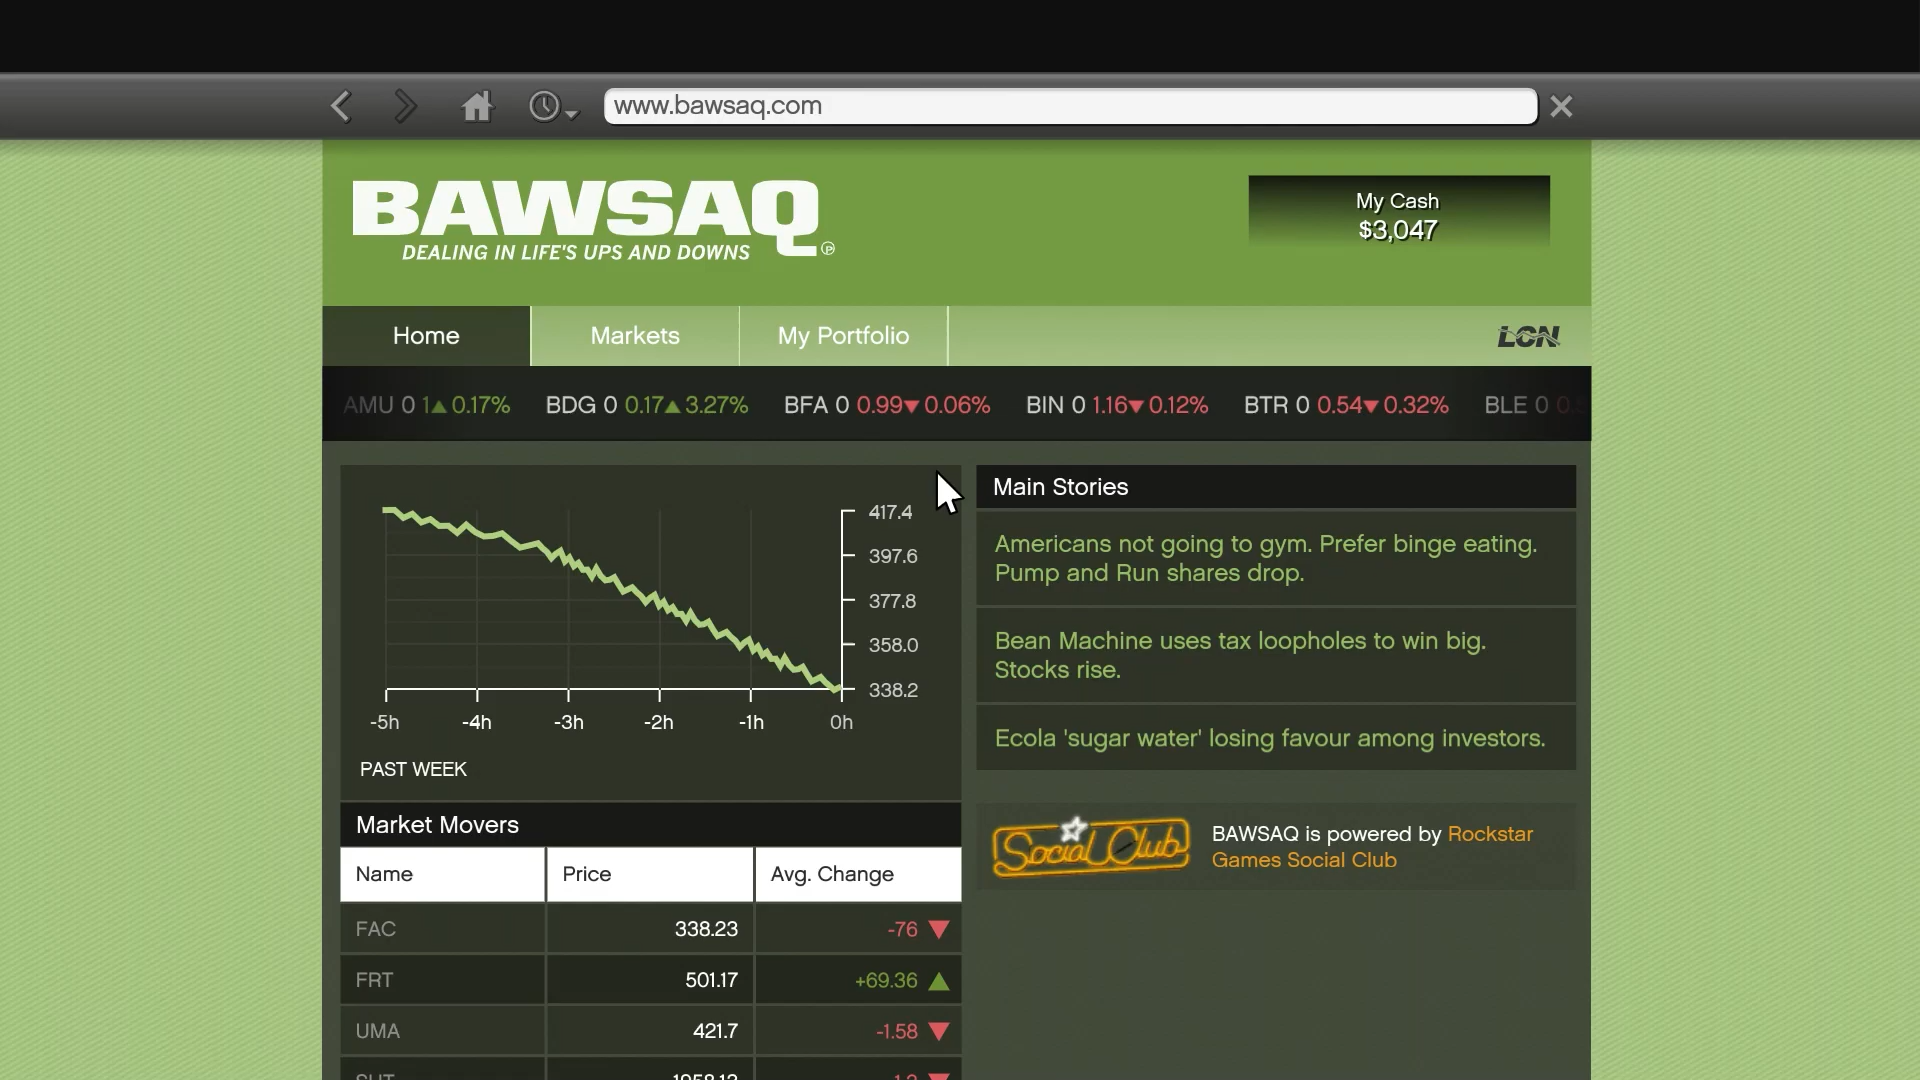 www.bawsaq.com
BAWSAQ
DEALING IN LIFE'S UPS AND DOWNS
My Cash
$3,047
Home
Markets
My Portfolio
LCN
AMU 0 1▲0.17% BDG 0 0.17▲3.27% BFA 0 0.99▼0.06% BIN 0 1.16▼0.12% BTR 0 0.54▼0.32% BLE 0
417.4
397.6
377.8
358.0
338.2
-5h -4h -3h -2h -1h 0h
PAST WEEK
Market Movers
Name Price Avg. Change
FAC 338.23 -76 ▼
FRT 501.17 +69.36 ▲
UMA 421.7 -1.58 ▼
Main Stories
Americans not going to gym. Prefer binge eating.
Pump and Run shares drop.
Bean Machine uses tax loopholes to win big.
Stocks rise.
Ecola 'sugar water' losing favour among investors.
Social Club
BAWSAQ is powered by Rockstar
Games Social Club